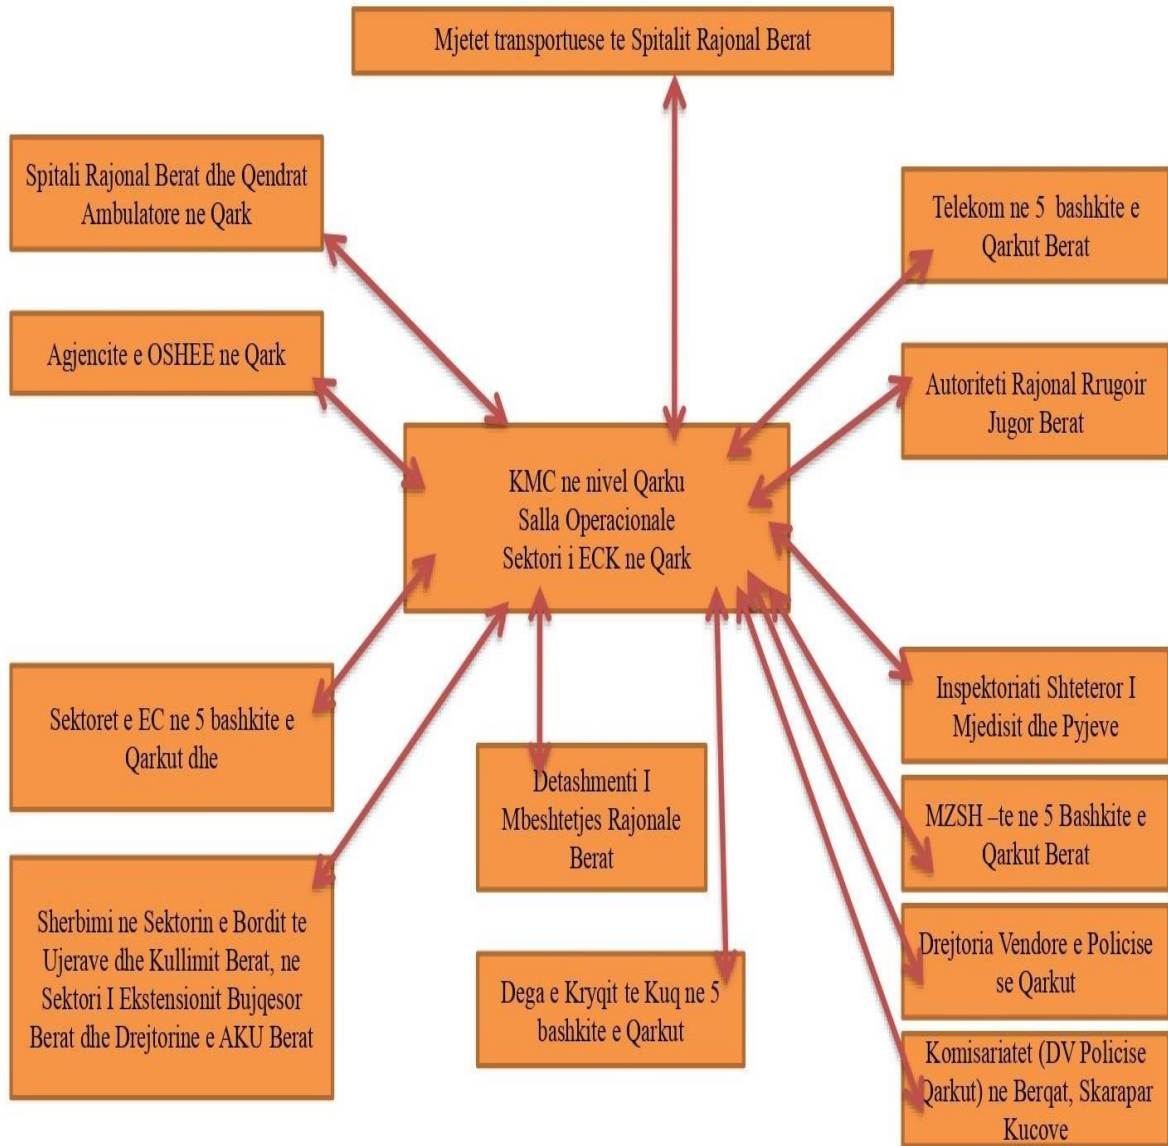 Mjetet transportuese te Spitalit Rajonal Berat
Spitali Rajonal Berat dhe Qendrat
Ambulatore ne Qark
Telekom ne 5 bashkite e
Qarkut Berat
Agjencite e OSHEE ne Qark
Autoriteti Rajonal Rrugoir
Jugor Berat
KMC ne nivel Qarku
Salla Operacionale
Sektori i ECK ne Qark
Sektoret e EC ne 5 bashkite e
Qarkut dhe
Inspektoriati Shteteror I
Mjedisit dhe Pyjeve
Detashmenti I
Mbeshtetjes Rajonale
Berat
MZSH –te ne 5 Bashkite e
Qarkut Berat
Sherbimi ne Sektorin e Bordit te
Ujerave dhe Kullimit Berat, ne
Sektori I Ekstensionit Bujqesor
Berat dhe Drejtorine e AKU Berat
Drejtoria Vendore e Policise
se Qarkut
Dega e Kryqit te Kuq ne 5
bashkite e Qarkut
Komisariatet (DV Policise
Qarkut) ne Berqat, Skarapar
Kucove